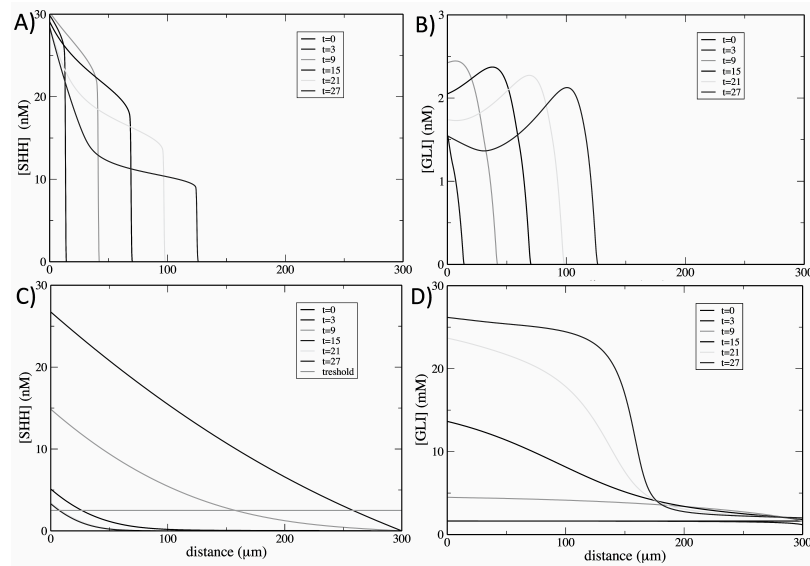 A)
30
20
10
0
[SHH] (nM)
0 100 200 300
t=0
t=3
t=9
t=15
t=21
t=27
B)
3
2
1
0
[GLI] (nM)
0 100 200 300
t=0
t=3
t=9
t=15
t=21
t=27
C)
30
20
10
0
[SHH] (nM)
0 100 200 300
distance (μm)
t=0
t=3
t=9
t=15
t=21
t=27
treshold
D)
30
20
10
0
[GLI] (mM)
0 100 200 300
distance (μm)
t=0
t=3
t=9
t=15
t=21
t=27